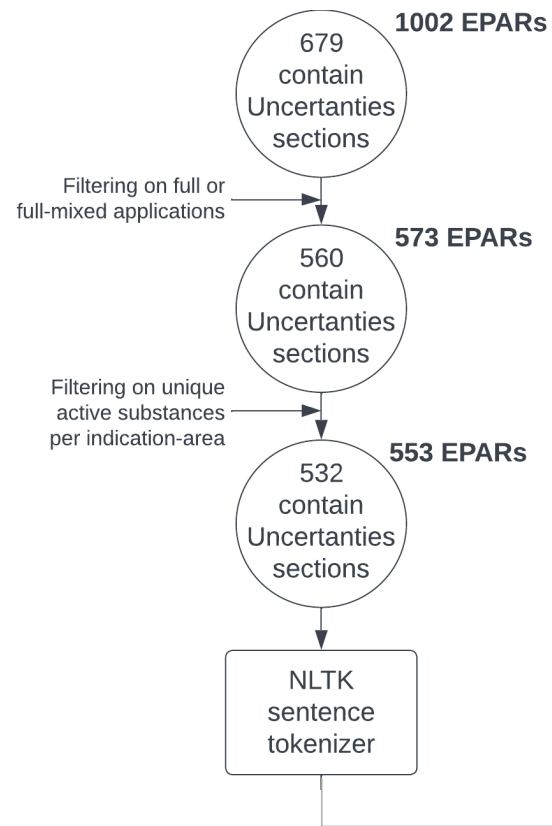 1002 EPARs
679
contain
Uncertanties
sections
Filtering on full or
full-mixed applications
573 EPARs
560
contain
Uncertanties
sections
Filtering on unique
active substances
per indication-area
553 EPARs
532
contain
Uncertanties
sections
NLTK
sentence
tokenizer